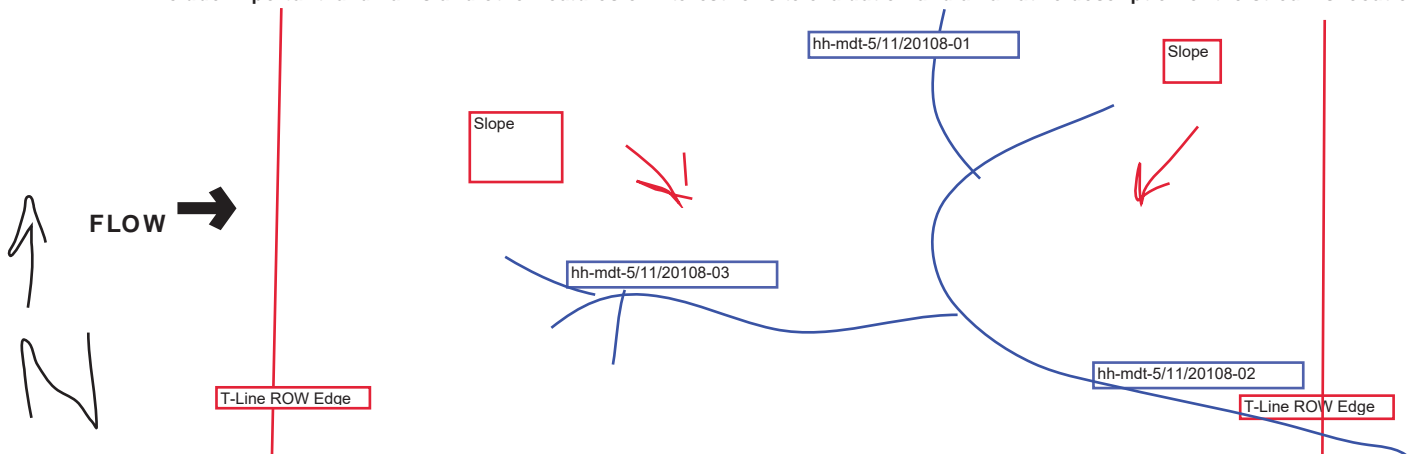 hh-mdt-5/11/20108-01
Slope
Slope
FLOW
hh-mdt-5/11/20108-03
N
hh-mdt-5/11/20108-02
T-Line ROW Edge
T-Line ROW Edge